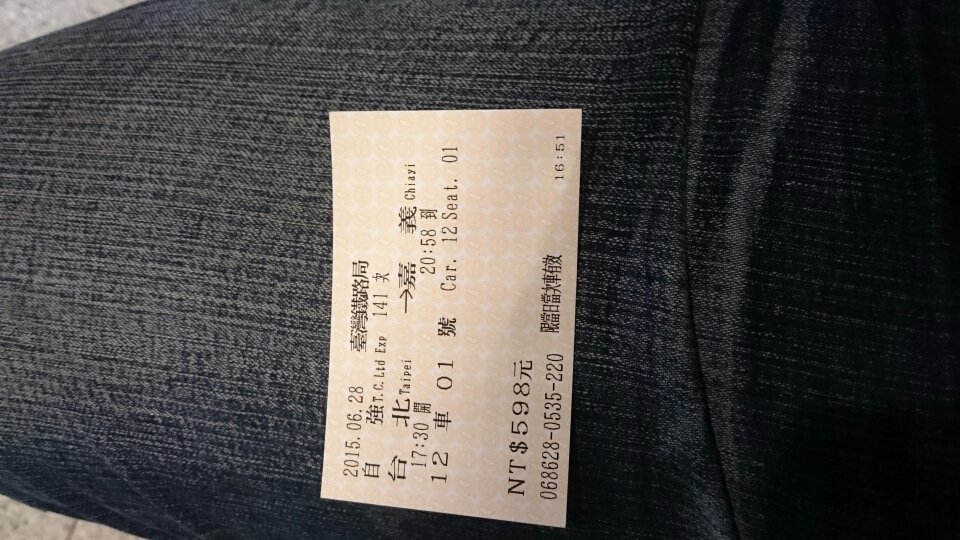 2015.06.28 臺灣鐵路局
自強 T.C.Ltd Exp 141 次
台北 Taipei →嘉義 Chiayi
17:30 開 20:58 到
12 車 01 號 Car. 12 Seat. 01
NT$598元
068628-0535-220 限當日當次車有效 16:51